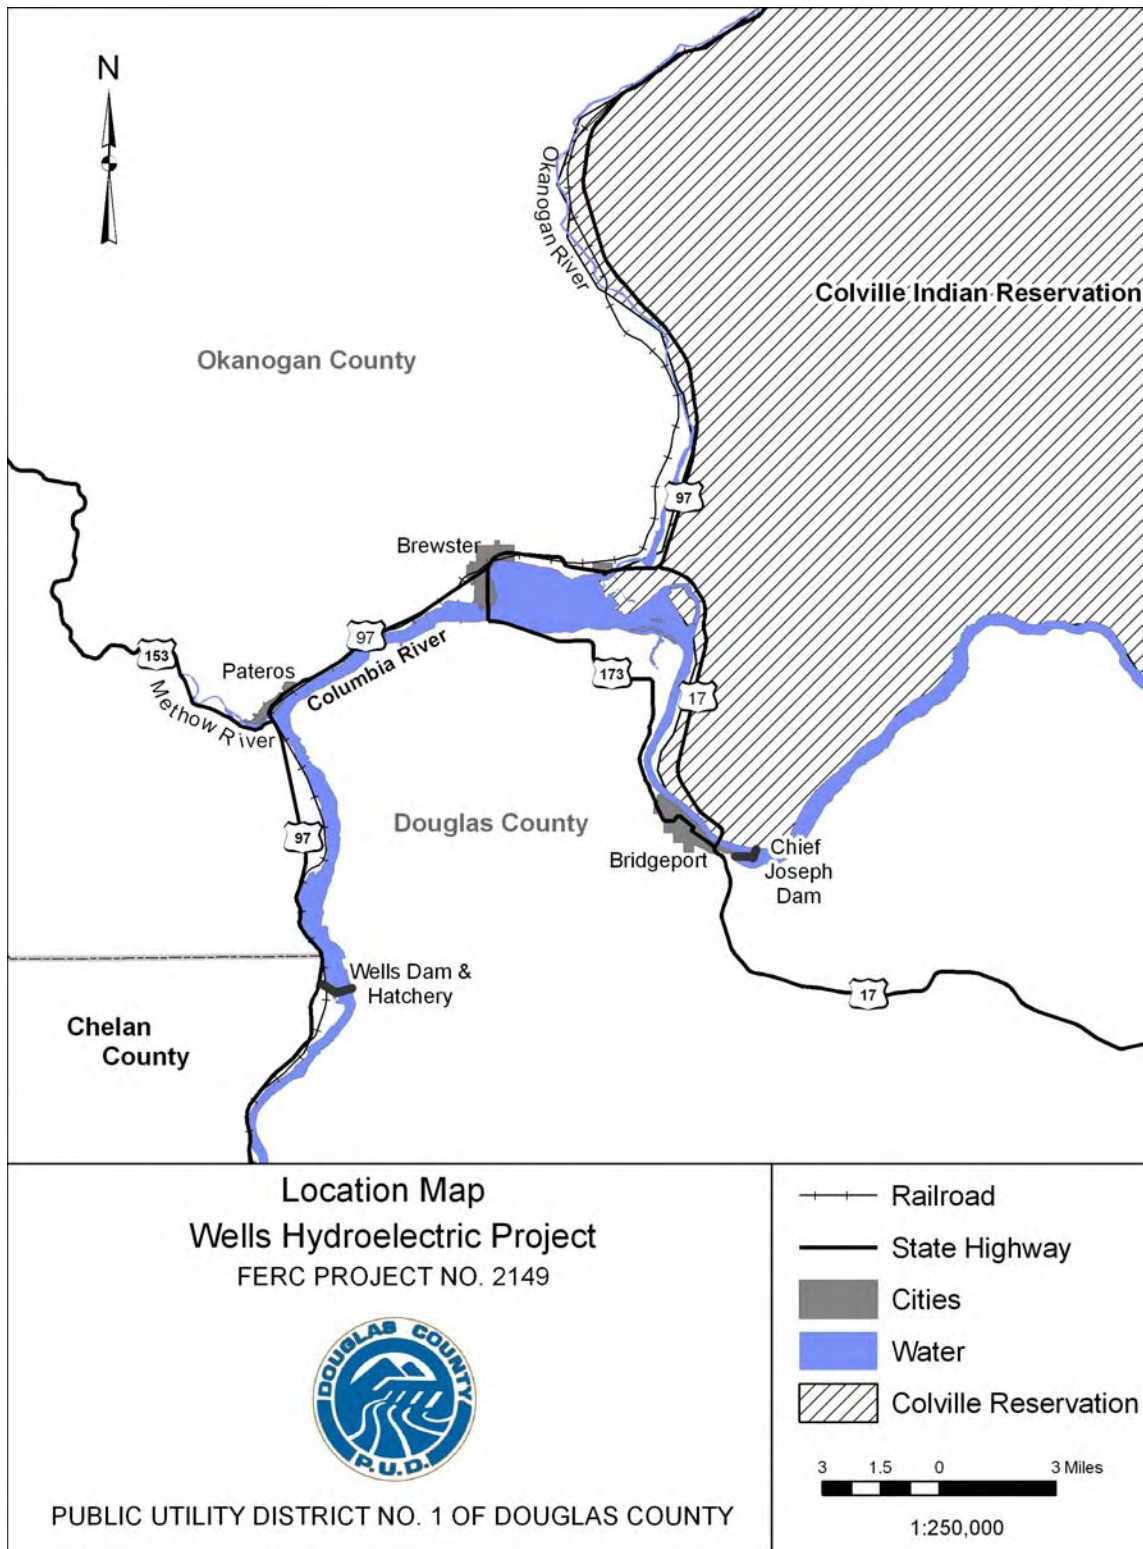 N
Okanogan River
Colville Indian Reservation
Okanogan County
97
Brewster
97
153
Pateros
Columbia River
173
17
Methow River
97
Douglas County
Bridgeport
Chief
Joseph
Dam
Wells Dam &
Hatchery
17
Chelan
County
Location Map
Wells Hydroelectric Project
FERC PROJECT NO. 2149
DOUGLAS COUNTY
P.U.D.
PUBLIC UTILITY DISTRICT NO. 1 OF DOUGLAS COUNTY
Railroad
State Highway
Cities
Water
Colville Reservation
3 1.5 0 3 Miles
1:250,000